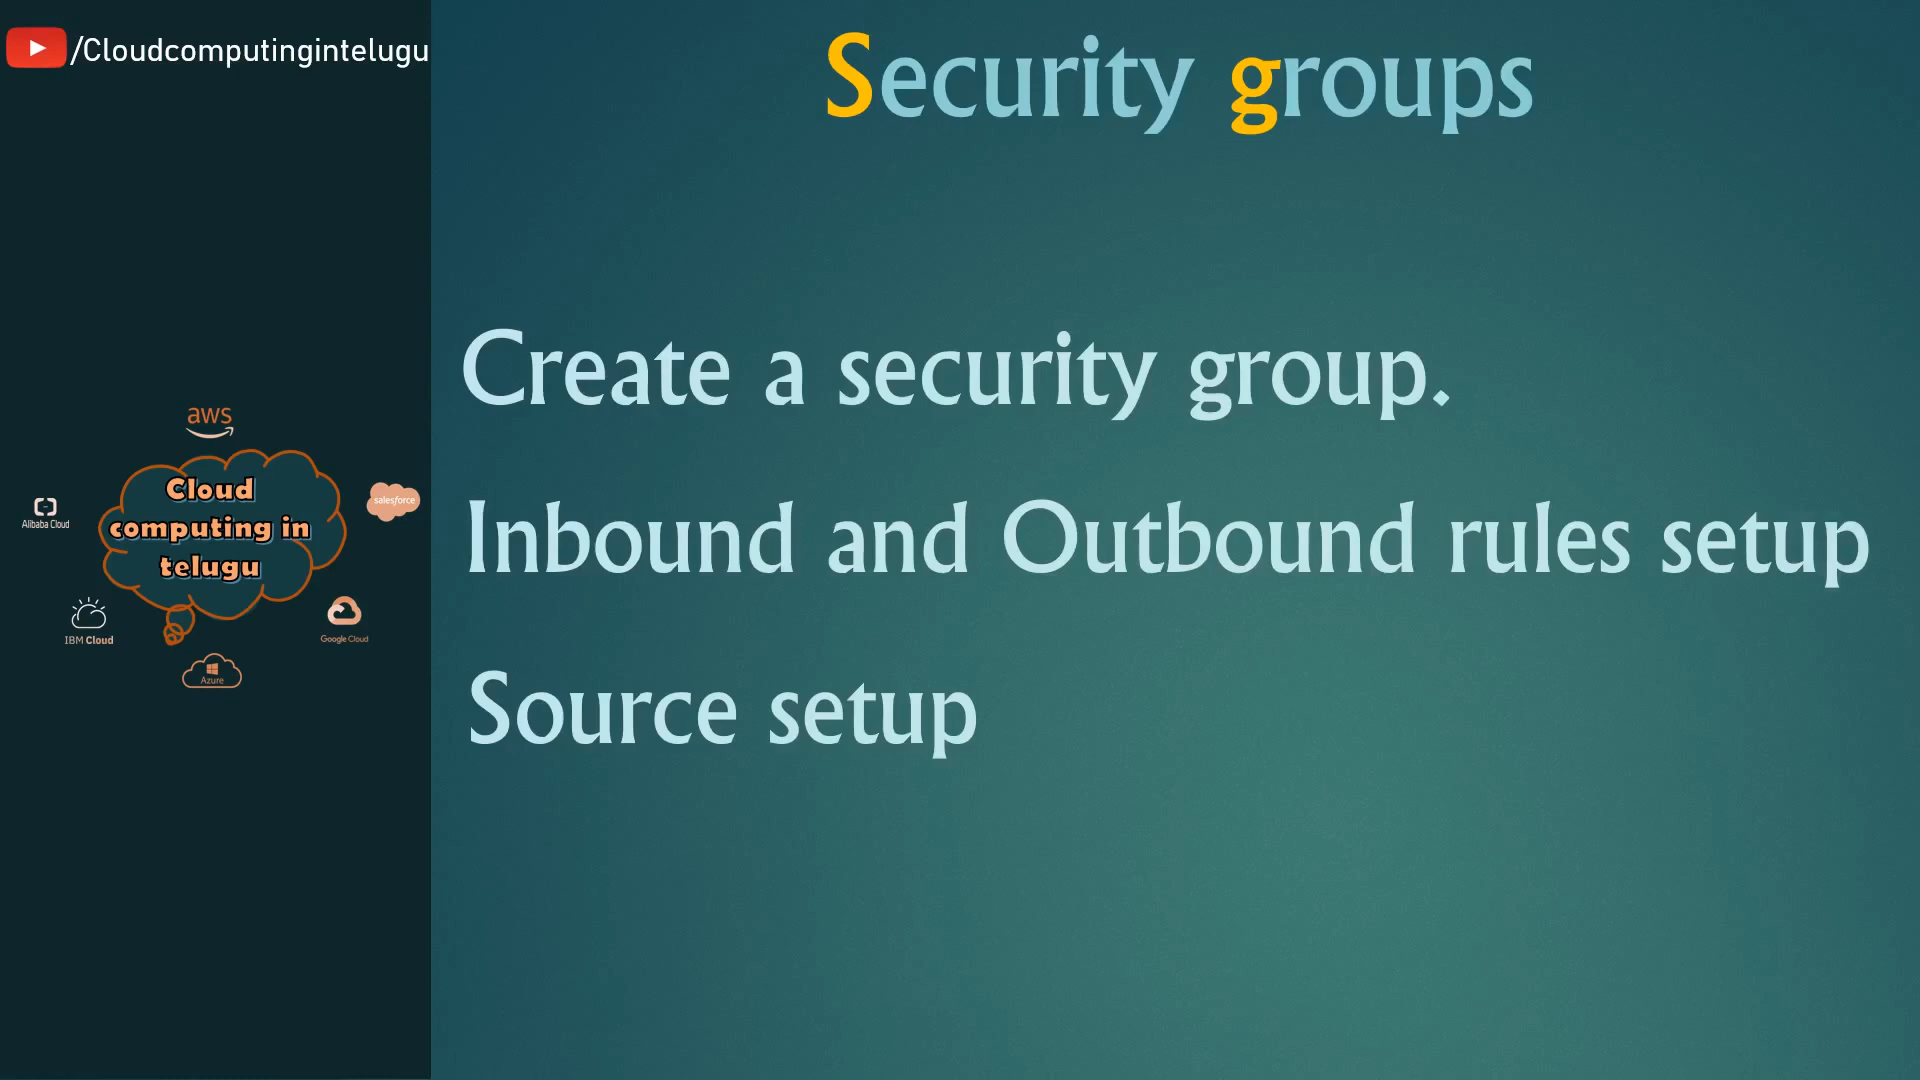 /Cloudcomputingintelugu
Security groups
Create a security group.
Inbound and Outbound rules setup
Source setup
aws
Cloud
computing in
telugu
salesforce
Alibaba Cloud
IBM Cloud
Google Cloud
Azure